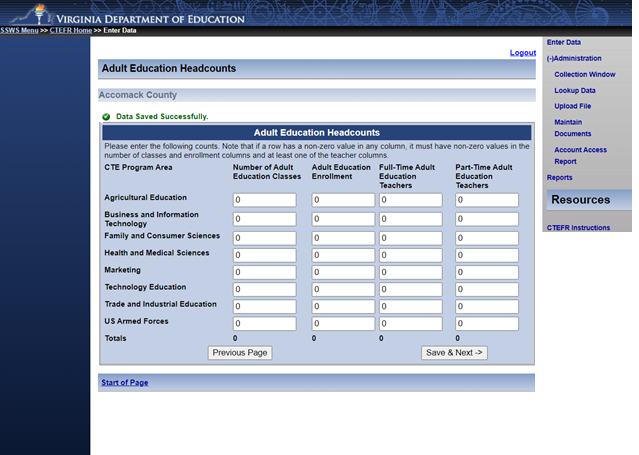 VIRGINIA DEPARTMENT OF EDUCATION
SSWS Menu >> CTEFR Home >> Enter Data
Logout
Adult Education Headcounts
Accomack County
Data Saved Successfully.
Adult Education Headcounts
Please enter the following counts. Note that if a row has a non-zero value in any column, it must have non-zero values in the
number of classes and enrollment columns and at least one of the teacher columns.
CTE Program Area
Number of Adult
Education Classes
Adult Education
Enrollment
Full-Time Adult
Education
Teachers
Part-Time Adult
Education
Teachers
Agricultural Education 0 0 0 0
Business and Information
Technology 0 0 0 0
Family and Consumer Sciences 0 0 0 0
Health and Medical Sciences 0 0 0 0
Marketing 0 0 0 0
Technology Education 0 0 0 0
Trade and Industrial Education 0 0 0 0
US Armed Forces 0 0 0 0
Totals 0 0 0 0
Previous Page Save & Next ->
Start of Page
Enter Data
(-)Administration
Collection Window
Lookup Data
Upload File
Maintain
Documents
Account Access
Report
Reports
Resources
CTEFR Instructions